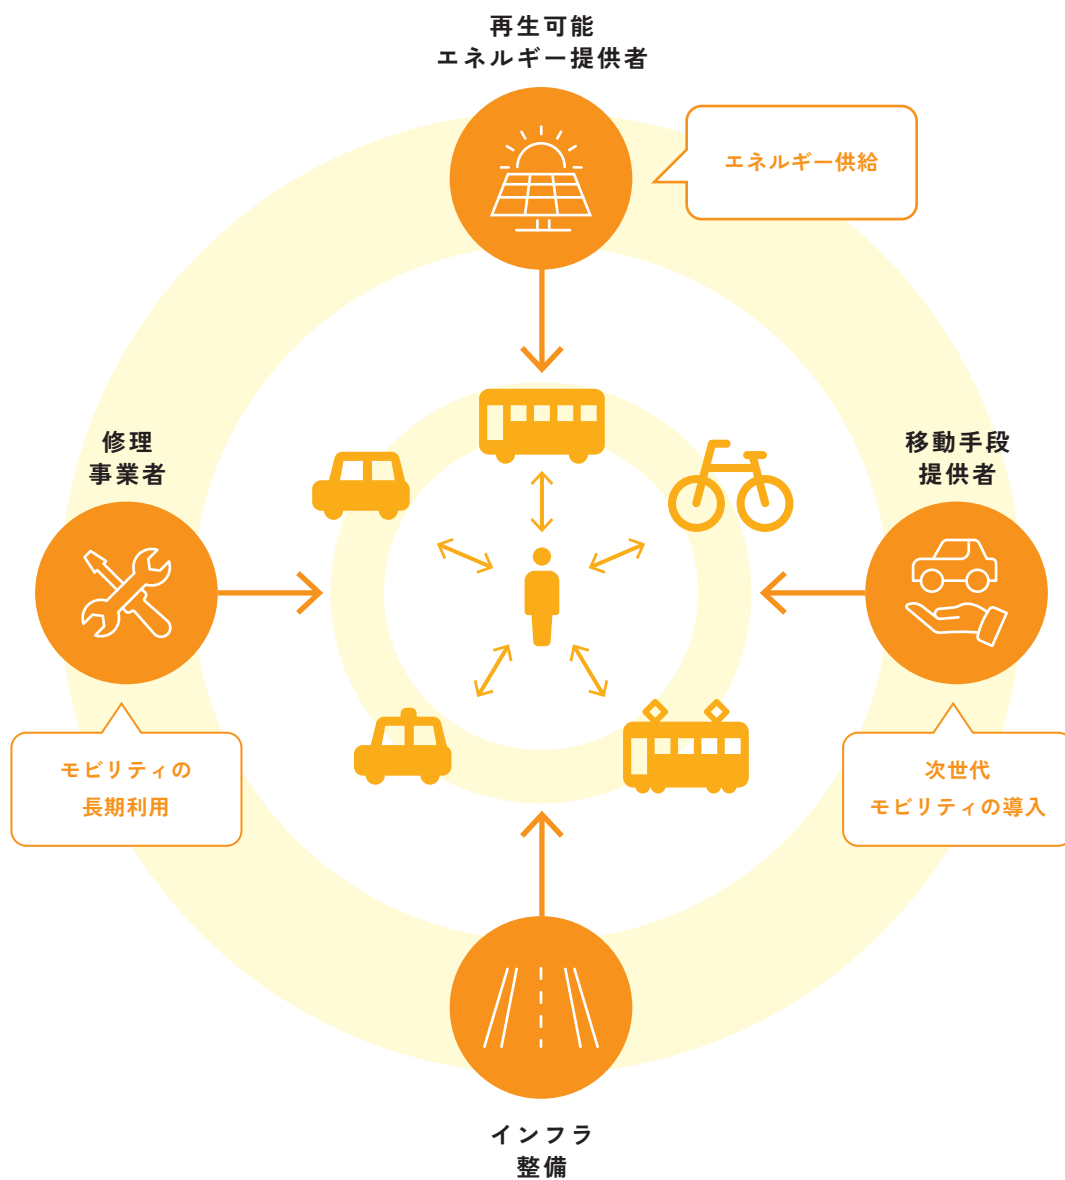 再生可能
エネルギー提供者
エネルギー供給
修理
事業者
移動手段
提供者
モビリティの
長期利用
次世代
モビリティの導入
インフラ
整備